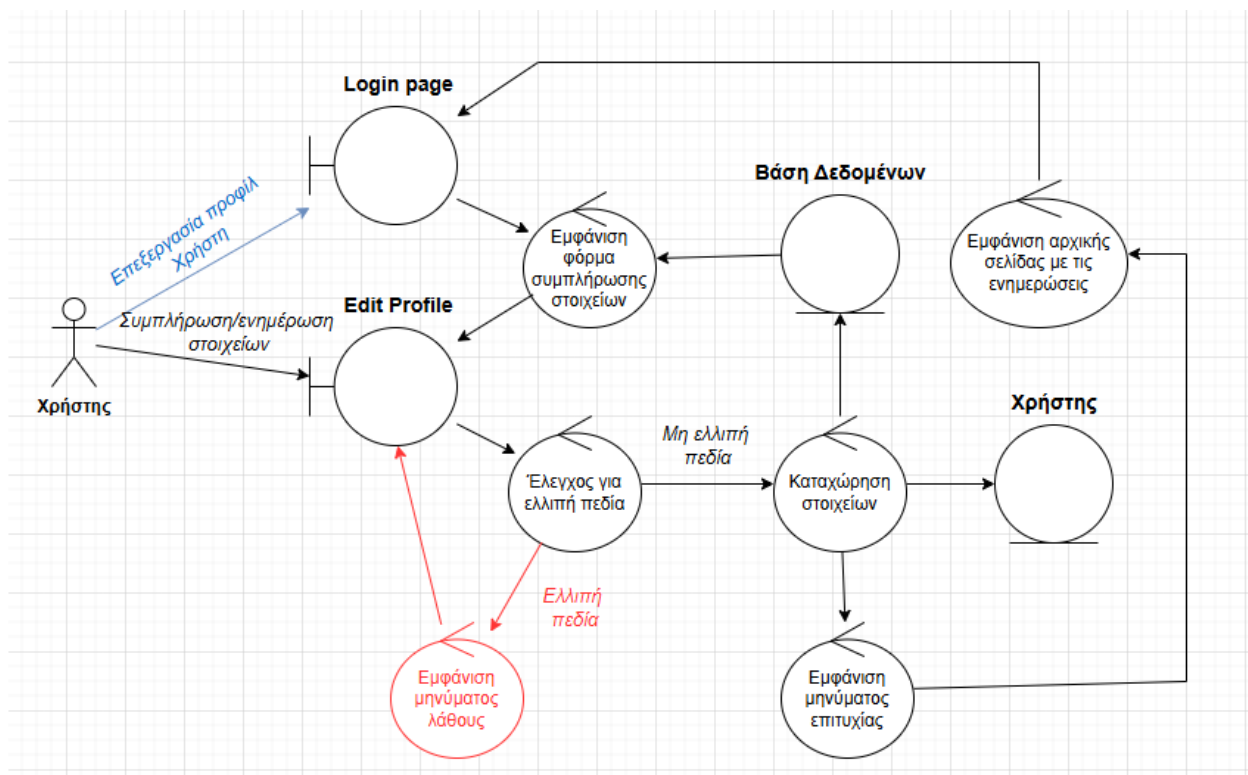 Login page
Βάση Δεδομένων
Επεξεργασία προφίλ
Χρήστη
Εμφάνιση
φόρμα
συμπλήρωσης
στοιχείων
Εμφάνιση αρχικής
σελίδας με τις
ενημερώσεις
Edit Profile
Συμπλήρωση/ενημέρωση
στοιχείων
Χρήστης
Χρήστης
Μη ελλιπή
πεδία
Έλεγχος για
ελλιπή πεδία
Καταχώρηση
στοιχείων
Ελλιπή
πεδία
Εμφάνιση
μηνύματος
λάθους
Εμφάνιση
μηνύματος
επιτυχίας